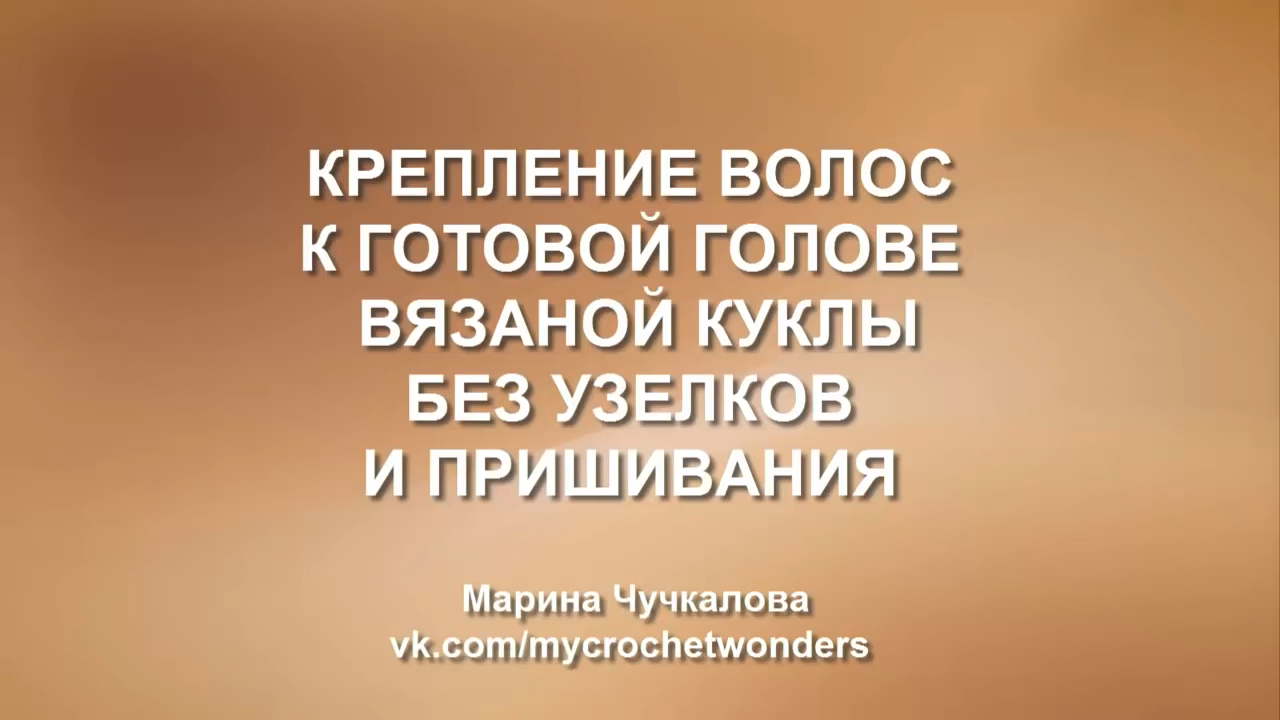 КРЕПЛЕНИЕ ВОЛОС
К ГОТОВОЙ ГОЛОВЕ
ВЯЗАНОЙ КУКЛЫ
БЕЗ УЗЕЛКОВ
И ПРИШИВАНИЯ
Марина Чучкалова
vk.com/mycrochetwonders